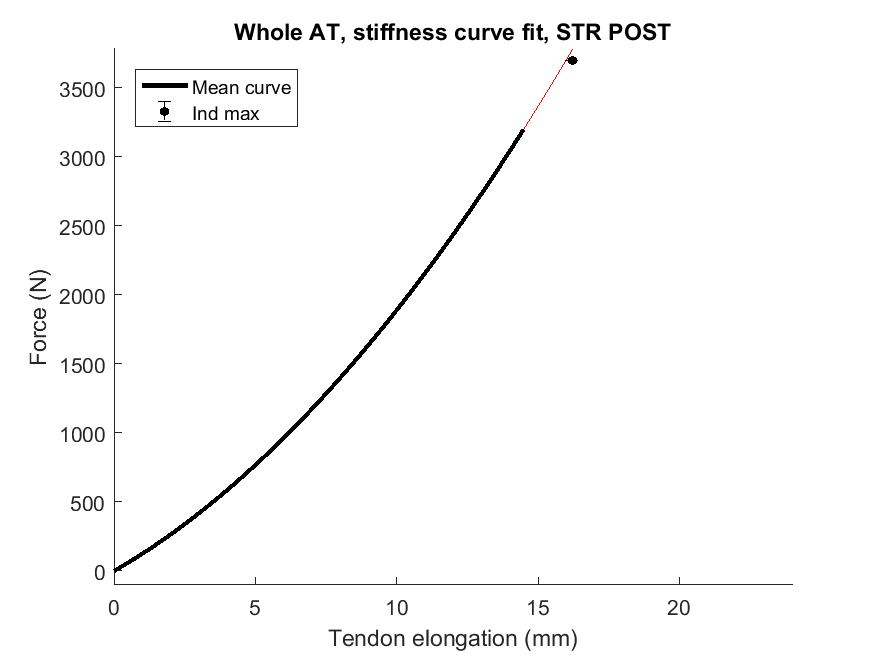 Whole AT, stiffness curve fit, STR POST
Mean curve
Ind max
Force (N)
3500
3000
2500
2000
1500
1000
500
0
0 5 10 15 20
Tendon elongation (mm)